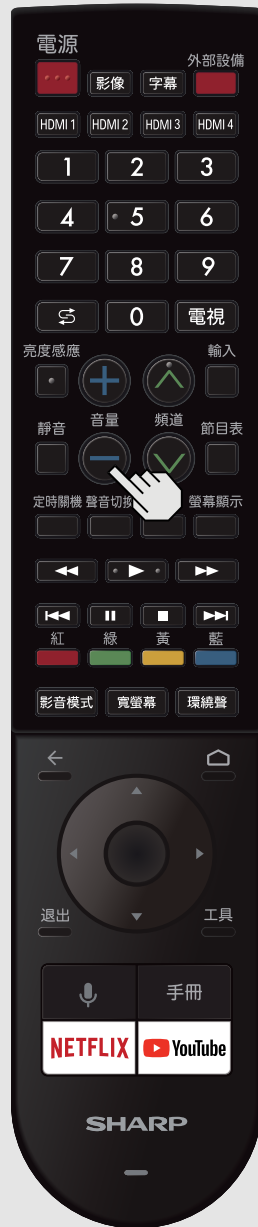 電源
外部設備
影像 字幕
HDMI 1 HDMI 2 HDMI 3 HDMI 4
1 2 3
4 5 6
7 8 9
0 電視
亮度感應 輸入
音量 頻道
靜音 節目表
定時關機 聲音切換 螢幕顯示
紅 綠 黃 藍
影音模式 寬螢幕 環繞聲
退出 工具
手冊
NETFLIX YouTube
SHARP